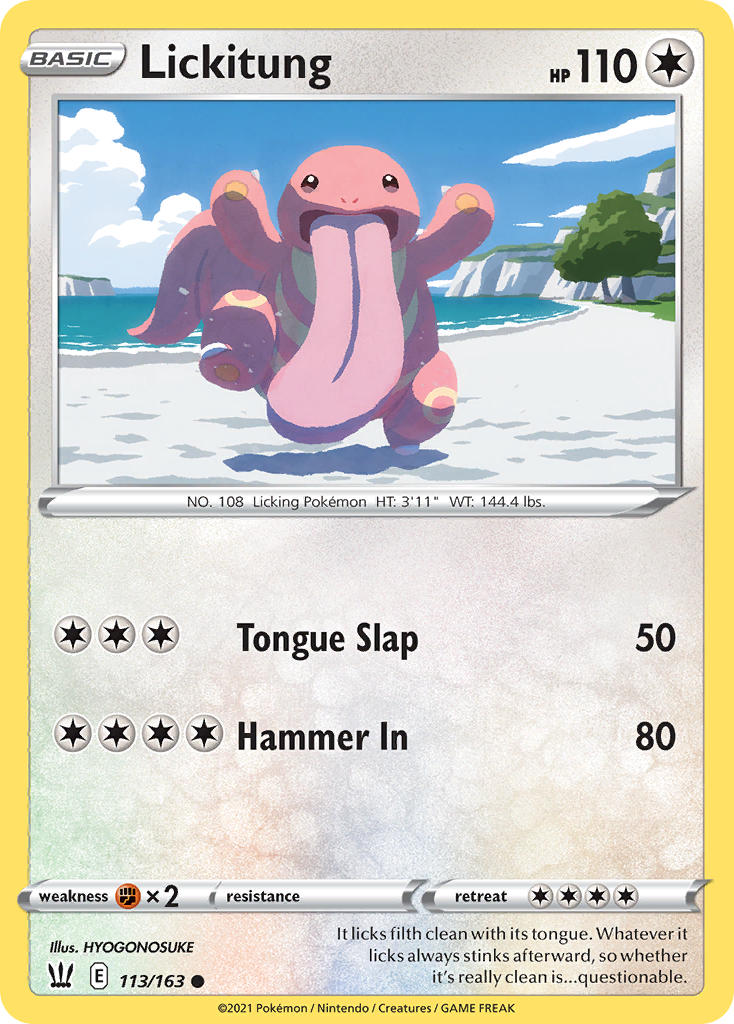 BASIC Lickitung HP 110
NO. 108 Licking Pokémon HT: 3'11" WT: 144.4 lbs.
Tongue Slap 50
Hammer In 80
weakness ×2 resistance retreat
Illus. HYOGONOSUKE
It licks filth clean with its tongue. Whatever it
licks always stinks afterward, so whether
it's really clean is...questionable.
E 113/163
©2021 Pokémon / Nintendo / Creatures / GAME FREAK